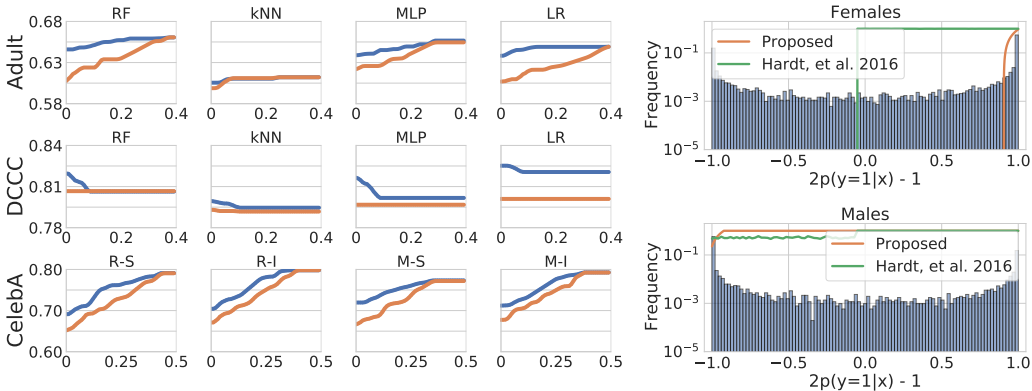 RF kNN MLP LR
Adult
0.68
0.63
0.58
0 0.2 0.4 0 0.2 0.4 0 0.2 0.4 0 0.2 0.4
RF kNN MLP LR
DCCC
0.84
0.81
0.78
0 0.2 0.4 0 0.2 0.4 0 0.2 0.4 0 0.2 0.4
R-S R-I M-S M-I
CelebA
0.80
0.70
0.60
0 0.25 0.5 0 0.25 0.5 0 0.25 0.5 0 0.25 0.5
Females
Proposed
Hardt, et al. 2016
Frequency
10⁻¹
10⁻³
10⁻⁵
−1.0 −0.5 0.0 0.5 1.0
2p(y=1|x) - 1
Males
Proposed
Hardt, et al. 2016
Frequency
10⁻¹
10⁻³
10⁻⁵
−1.0 −0.5 0.0 0.5 1.0
2p(y=1|x) - 1